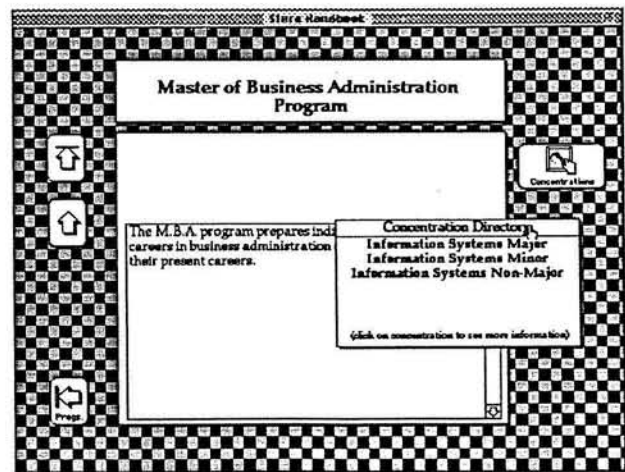 Stern Handbook
Master of Business Administration
Program
Concentrations
The M.B.A. program prepares indi
careers in business administration
their present careers.
Concentration Directory
Information Systems Major
Information Systems Minor
Information Systems Non-Major
(click on concentration to see more information)
Progs